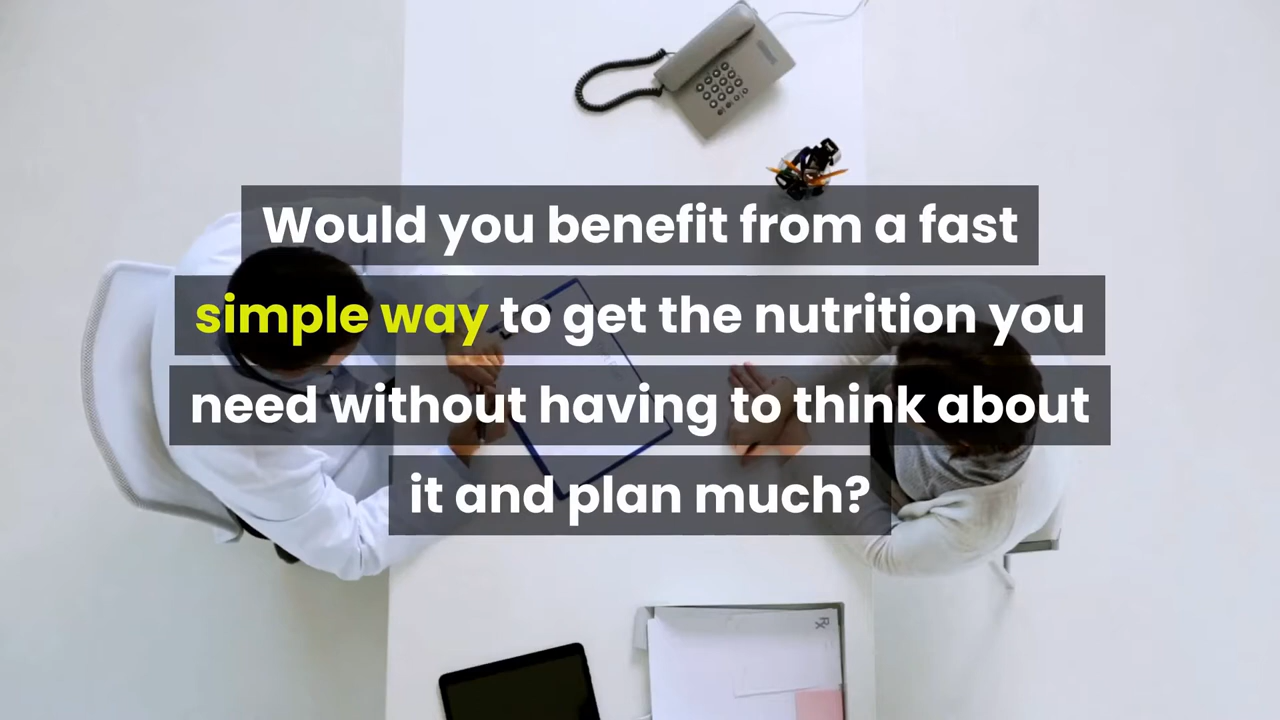 Would you benefit from a fast
simple way to get the nutrition you
need without having to think about
it and plan much?
Rx